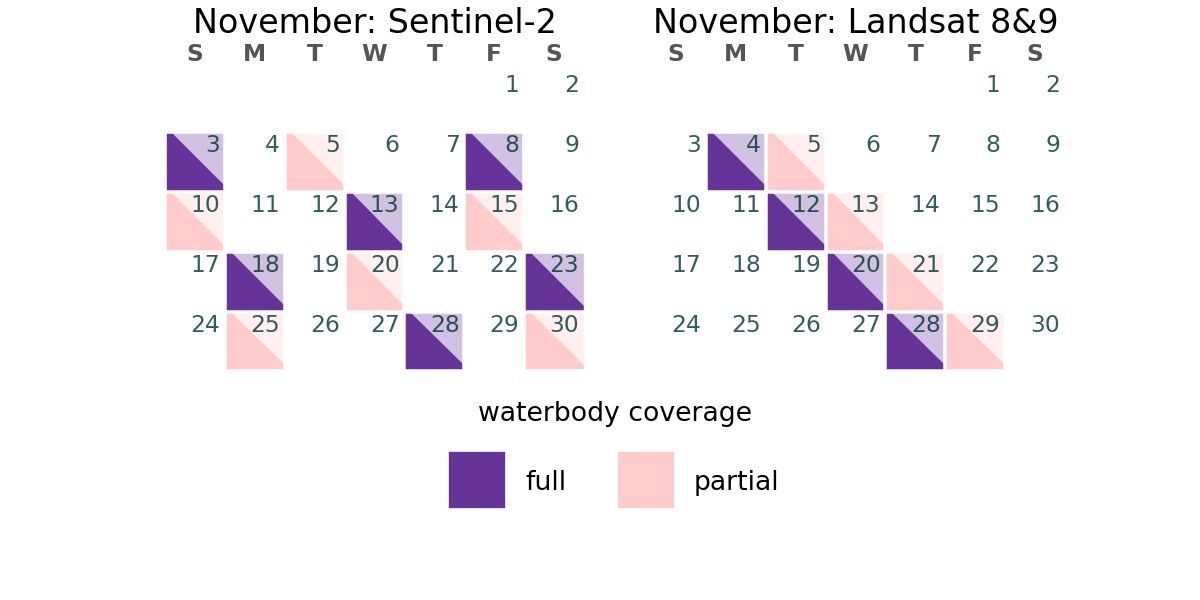 November: Sentinel-2
S M T W T F S
1 2
3 4 5 6 7 8 9
10 11 12 13 14 15 16
17 18 19 20 21 22 23
24 25 26 27 28 29 30
November: Landsat 8&9
S M T W T F S
1 2
3 4 5 6 7 8 9
10 11 12 13 14 15 16
17 18 19 20 21 22 23
24 25 26 27 28 29 30
waterbody coverage
full partial